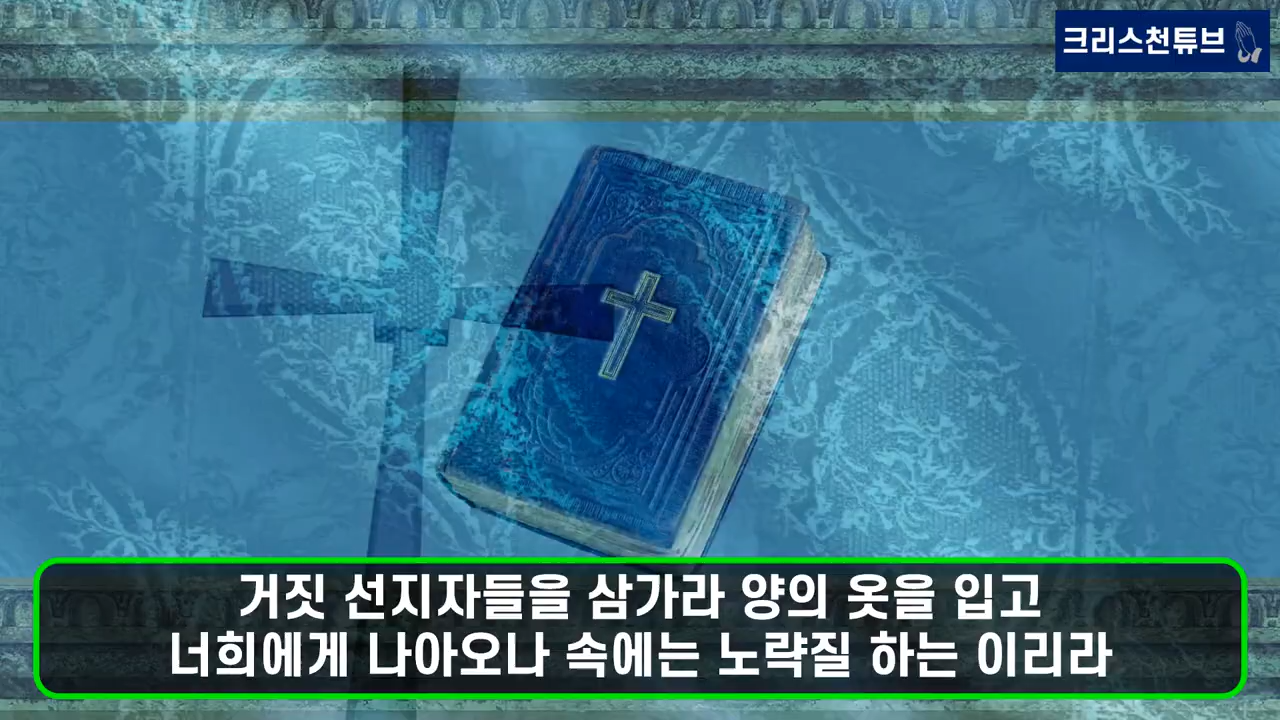 크리스천튜브
거짓 선지자들을 삼가라 양의 옷을 입고
너희에게 나아오나 속에는 노략질 하는 이리라